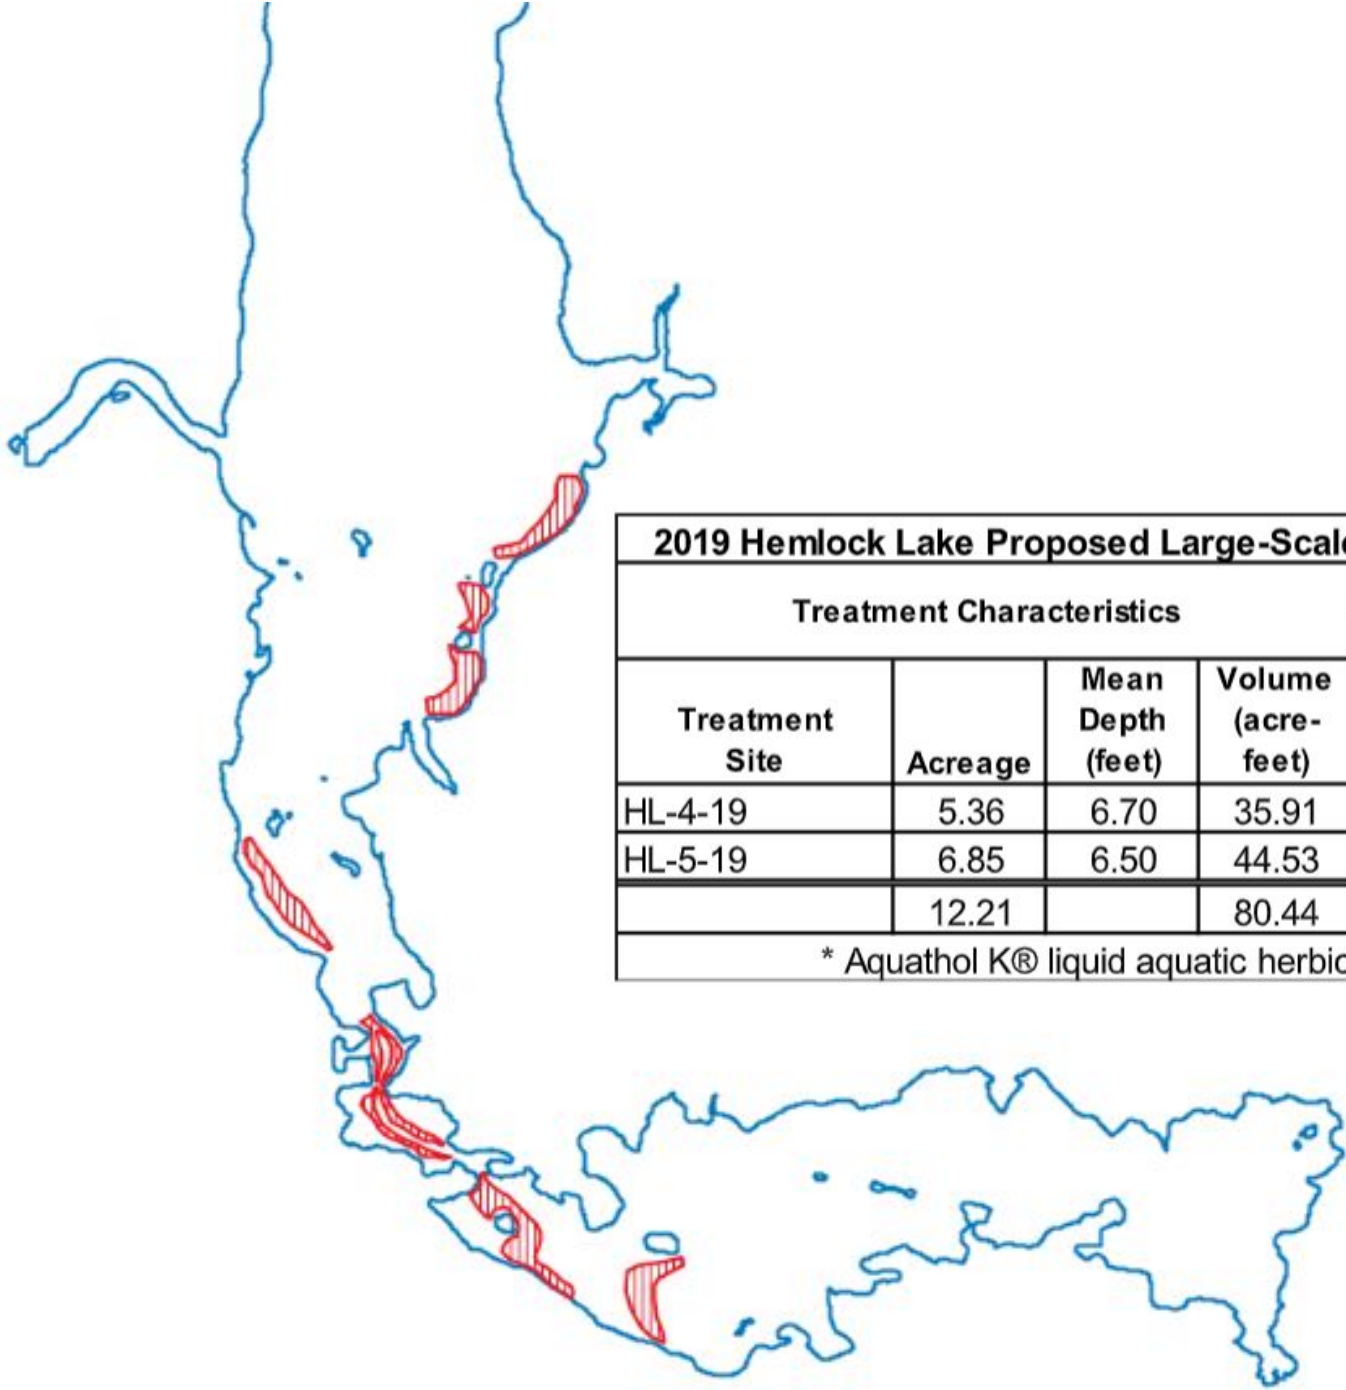 2019 Hemlock Lake Proposed Large-Scale
Treatment Characteristics
Treatment
Site
Acreage
Mean
Depth
(feet)
Volume
(acre-
feet)
HL-4-19 5.36 6.70 35.91
HL-5-19 6.85 6.50 44.53
12.21 80.44
* Aquathol K® liquid aquatic